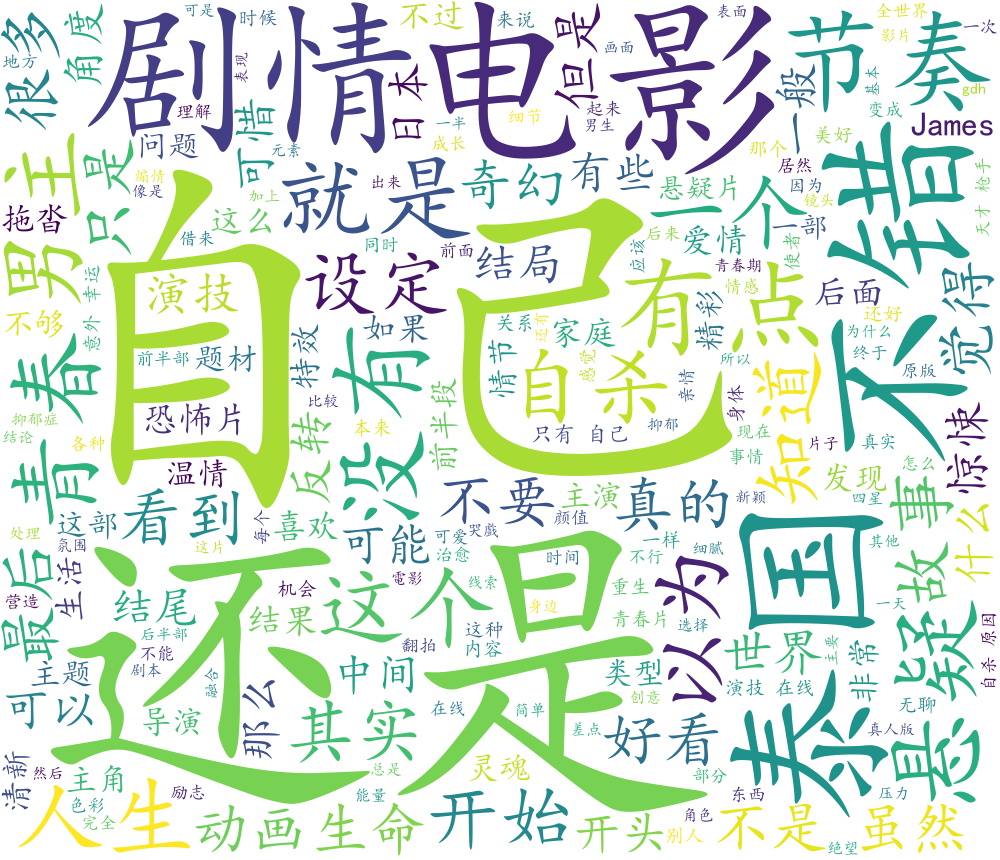 可是
时候
不过
来说
表面
是
全世界
一次
地方
很多
角度
剧情
电影
表现
日本
但是
画面
影片
节奏
理解
可惜
一半
细节
起来
男生
一般
基本
gdh
变成
James
问题
元素
成长
那个
美好
主
只是
煽情
像是
加上
出来
就是
奇幻
有些
悬疑片
居然
因为
镜头
一个
不错
天才 枪手
拖沓
这么
借来
同时
前面
爱情
一部
使者
后来
应该
男主
幸运
自己
演技
设定
结局
有
青春期
情感
点
后面
觉得
不够
意外
前半部
题材
特效
如果
关系
还有
家庭
精彩
还好
为什么
终于
原版
青春
情节
感觉
自杀
所以
知道
抑郁症
结论
恐怖片
没有
比较
前半段
只有 自己
抑郁
亲情
身体
现在
事情
片子
真实
惊悚
各种
温情
反转
本来
不要
主演
真的
新颖
发现
怎么
四星
处理
这部
看到
每个
喜欢
可能
可爱
治愈
哭戏
颜值
一样
不行
细腻
泰国
故事
什么
其他
最后
氛围
生活
这片
还是
机会
電影
线索
时间
身边
重生
以为
一天
营造
结尾
后半部
结果
这个
翻拍
这种
内容
青春片
选择
悬疑
自杀 原因
主题
不能
剧本
融合
中间
类型
世界
非常
主要
可以
导演
那么
其实
在线
简单
创意
差点
好看
演技 在线
无聊
真人版
清新
然后
主角
总是
灵魂
部分
东西
压力
色彩
完全
励志
能量
角色
人生
动画
生命
开始
开头
别人
不是
绝望
虽然